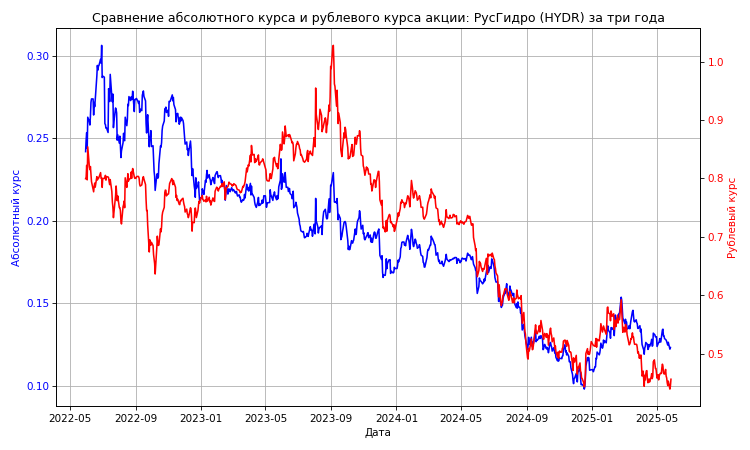 Сравнение абсолютного курса и рублевого курса акции: РусГидро (HYDR) за три года
0.30
0.25
0.20
0.15
0.10
Абсолютный курс
1.0
0.9
0.8
0.7
0.6
0.5
Рублевый курс
2022-05 2022-09 2023-01 2023-05 2023-09 2024-01 2024-05 2024-09 2025-01 2025-05
Дата